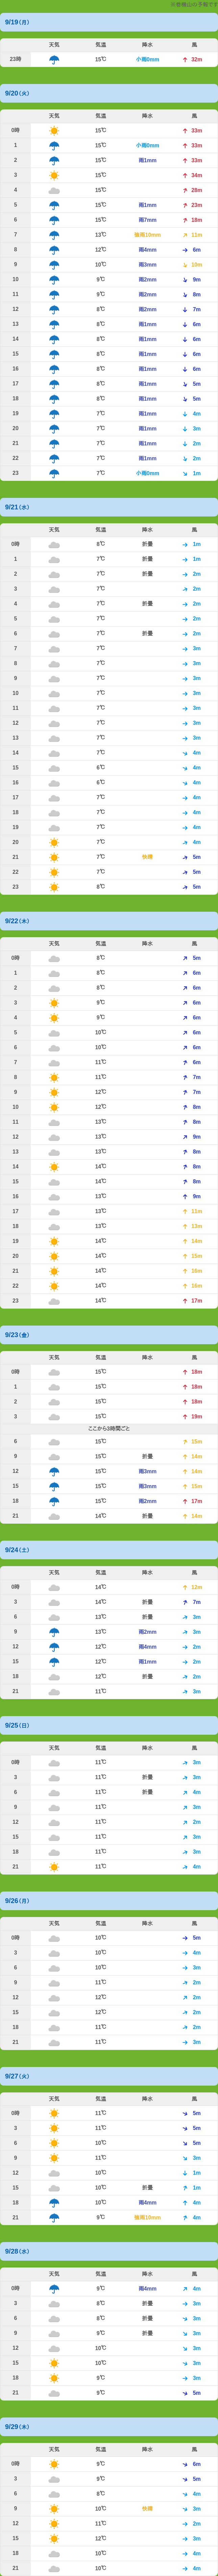 ※磐梯山の予報です
9/19(月)
天気 気温 降水 風
23時 15℃ 小雨0mm 32m
9/20(火)
天気 気温 降水 風
0時 15℃ 33m
1 15℃ 小雨0mm 33m
2 15℃ 雨1mm 33m
3 15℃ 34m
4 15℃ 28m
5 15℃ 雨1mm 23m
6 15℃ 雨7mm 18m
7 13℃ 強雨10mm 11m
8 12℃ 雨4mm 6m
9 10℃ 雨3mm 10m
10 9℃ 雨2mm 9m
11 9℃ 雨2mm 8m
12 8℃ 雨2mm 7m
13 8℃ 雨1mm 6m
14 8℃ 雨1mm 6m
15 8℃ 雨1mm 6m
16 8℃ 雨1mm 6m
17 8℃ 雨1mm 5m
18 8℃ 雨1mm 5m
19 7℃ 雨1mm 4m
20 7℃ 雨1mm 3m
21 7℃ 雨1mm 2m
22 7℃ 雨1mm 2m
23 7℃ 小雨0mm 1m
9/21(水)
天気 気温 降水 風
0時 8℃ 折畳 1m
1 7℃ 折畳 1m
2 7℃ 折畳 2m
3 7℃ 2m
4 7℃ 折畳 2m
5 7℃ 2m
6 7℃ 折畳 2m
7 7℃ 3m
8 7℃ 3m
9 7℃ 3m
10 7℃ 3m
11 7℃ 3m
12 7℃ 3m
13 7℃ 3m
14 7℃ 4m
15 6℃ 4m
16 6℃ 4m
17 7℃ 4m
18 7℃ 4m
19 7℃ 4m
20 7℃ 4m
21 7℃ 快晴 5m
22 7℃ 5m
23 8℃ 5m
9/22(木)
天気 気温 降水 風
0時 8℃ 5m
1 8℃ 6m
2 8℃ 6m
3 9℃ 6m
4 9℃ 6m
5 10℃ 6m
6 10℃ 6m
7 11℃ 6m
8 11℃ 7m
9 12℃ 7m
10 12℃ 8m
11 13℃ 8m
12 13℃ 9m
13 13℃ 8m
14 14℃ 8m
15 14℃ 8m
16 13℃ 9m
17 13℃ 11m
18 13℃ 13m
19 14℃ 14m
20 14℃ 15m
21 14℃ 16m
22 14℃ 16m
23 14℃ 17m
9/23(金)
天気 気温 降水 風
0時 15℃ 18m
1 15℃ 18m
2 15℃ 18m
3 15℃ 19m
ここから3時間ごと
6 15℃ 15m
9 15℃ 折畳 14m
12 15℃ 雨3mm 14m
15 15℃ 雨3mm 15m
18 15℃ 雨2mm 17m
21 14℃ 折畳 14m
9/24(土)
天気 気温 降水 風
0時 14℃ 12m
3 14℃ 折畳 7m
6 13℃ 折畳 3m
9 13℃ 雨2mm 3m
12 12℃ 雨4mm 2m
15 12℃ 雨1mm 2m
18 12℃ 折畳 2m
21 11℃ 3m
9/25(日)
天気 気温 降水 風
0時 11℃ 3m
3 11℃ 折畳 3m
6 11℃ 折畳 4m
9 11℃ 3m
12 11℃ 2m
15 11℃ 3m
18 11℃ 3m
21 11℃ 4m
9/26(月)
天気 気温 降水 風
0時 10℃ 5m
3 10℃ 4m
6 10℃ 3m
9 11℃ 2m
12 12℃ 2m
15 12℃ 2m
18 11℃ 2m
21 11℃ 3m
9/27(火)
天気 気温 降水 風
0時 11℃ 5m
3 11℃ 5m
6 10℃ 5m
9 11℃ 3m
12 10℃ 1m
15 10℃ 折畳 1m
18 10℃ 雨4mm 4m
21 9℃ 強雨10mm 4m
9/28(水)
天気 気温 降水 風
0時 9℃ 雨4mm 4m
3 8℃ 折畳 3m
6 8℃ 折畳 3m
9 9℃ 折畳 3m
12 10℃ 3m
15 10℃ 3m
18 9℃ 3m
21 9℃ 5m
9/29(木)
天気 気温 降水 風
0時 9℃ 6m
3 9℃ 5m
6 8℃ 4m
9 10℃ 快晴 3m
12 11℃ 2m
15 12℃ 3m
18 10℃ 4m
21 10℃ 4m